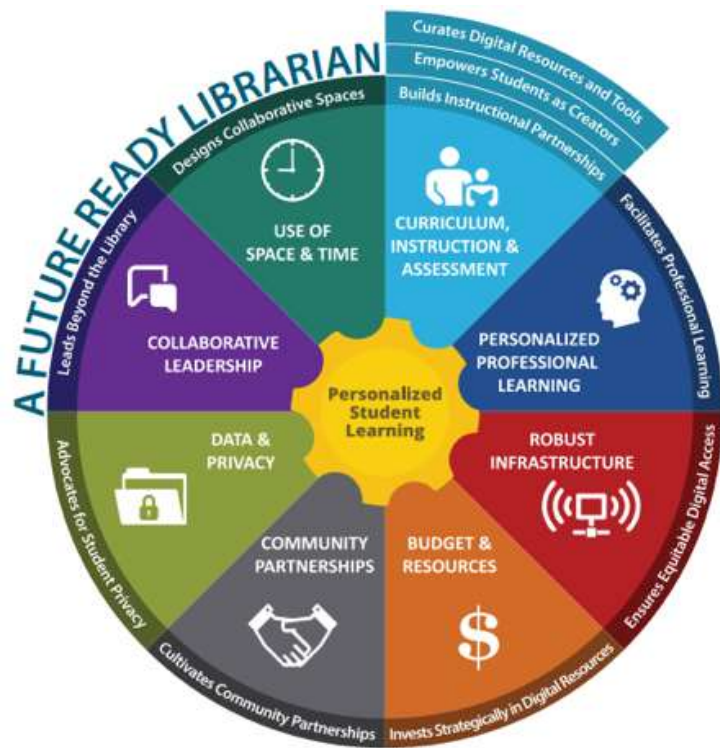 A FUTURE READY LIBRARIAN
Curates Digital Resources and Tools
Empowers Students as Creators
Builds Instructional Partnerships
CURRICULUM,
INSTRUCTION &
ASSESSMENT
Facilitates Professional Learning
PERSONALIZED
PROFESSIONAL
LEARNING
Ensures Equitable Digital Access
ROBUST
INFRASTRUCTURE
Invests Strategically in Digital Resources
BUDGET &
RESOURCES
$
Cultivates Community Partnerships
COMMUNITY
PARTNERSHIPS
Advocates for Student Privacy
DATA &
PRIVACY
Leads Beyond the Library
COLLABORATIVE
LEADERSHIP
Designs Collaborative Spaces
USE OF
SPACE & TIME
Personalized
Student
Learning